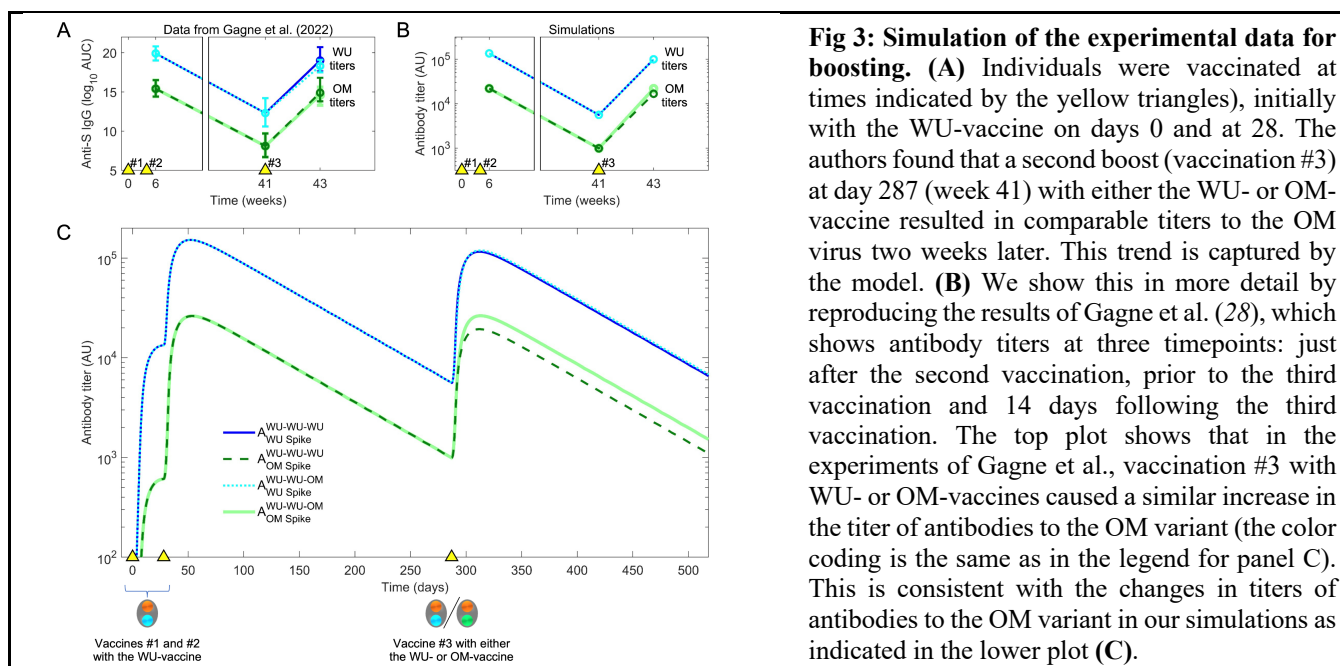 A
Data from Gagne et al. (2022)
Anti-S IgG (log10 AUC)
20
15
10
5
WU
titers
OM
titers
#1
#2
#3
0
6
41
43
Time (weeks)
B
Simulations
Antibody titer (AU)
10^5
10^4
10^3
WU
titers
OM
titers
#1
#2
#3
0
6
41
43
Time (weeks)
C
Antibody titer (AU)
10^5
10^4
10^3
10^2
A WU-WU-WU WU Spike
A WU-WU-WU OM Spike
A WU-WU-OM WU Spike
A WU-WU-OM OM Spike
0 50 100 150 200 250 300 350 400 450 500
Time (days)
Vaccines #1 and #2
with the WU-vaccine
Vaccine #3 with either
the WU- or OM-vaccine
Fig 3: Simulation of the experimental data for
boosting. (A) Individuals were vaccinated at
times indicated by the yellow triangles), initially
with the WU-vaccine on days 0 and at 28. The
authors found that a second boost (vaccination #3)
at day 287 (week 41) with either the WU- or OM-
vaccine resulted in comparable titers to the OM
virus two weeks later. This trend is captured by
the model. (B) We show this in more detail by
reproducing the results of Gagne et al. (28), which
shows antibody titers at three timepoints: just
after the second vaccination, prior to the third
vaccination and 14 days following the third
vaccination. The top plot shows that in the
experiments of Gagne et al., vaccination #3 with
WU- or OM-vaccines caused a similar increase in
the titer of antibodies to the OM variant (the color
coding is the same as in the legend for panel C).
This is consistent with the changes in titers of
antibodies to the OM variant in our simulations as
indicated in the lower plot (C).